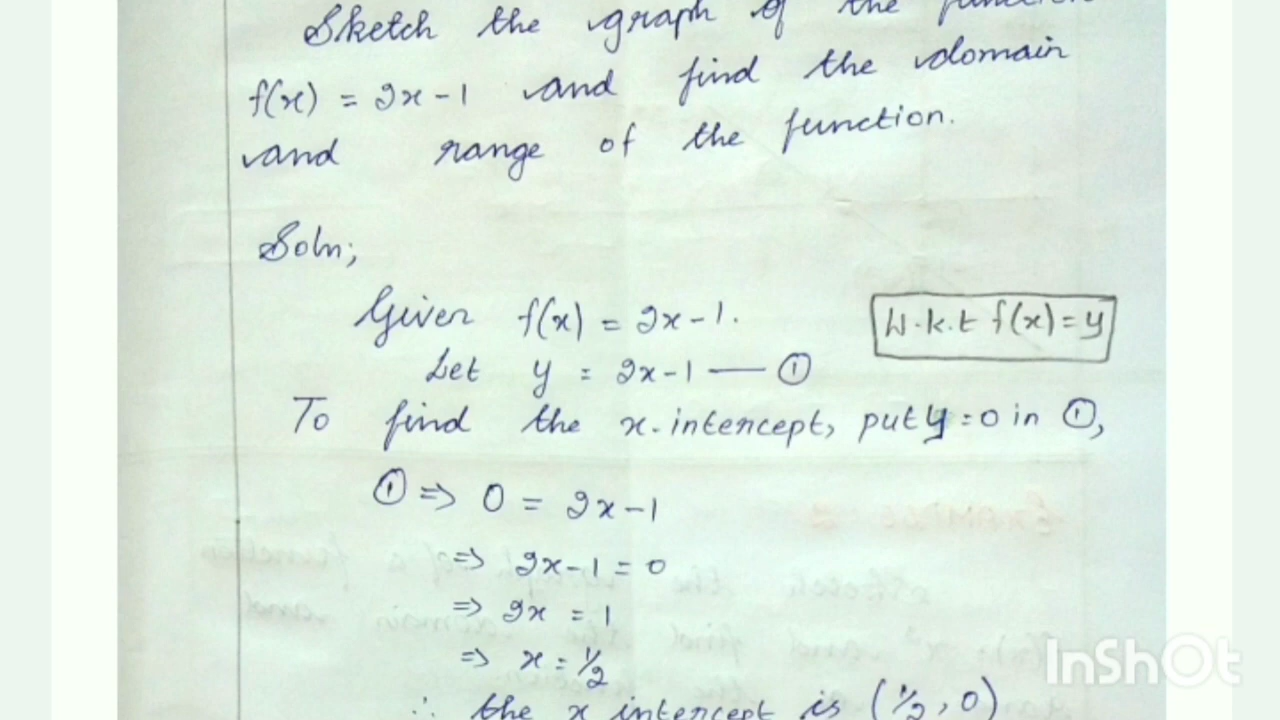 Sketch the graph of the function
f(x) = 2x-1 and find the domain
and range of the function.
Soln;
Given f(x) = 2x-1.
W.k.t f(x)=y
Let y = 2x-1 — ①
To find the x.intercept, put y=0 in ①,
① => 0 = 2x-1
=> 2x-1 = 0
=> 2x = 1
=> x = 1/2
∴ the x intercept is (1/2, 0)
InShOt